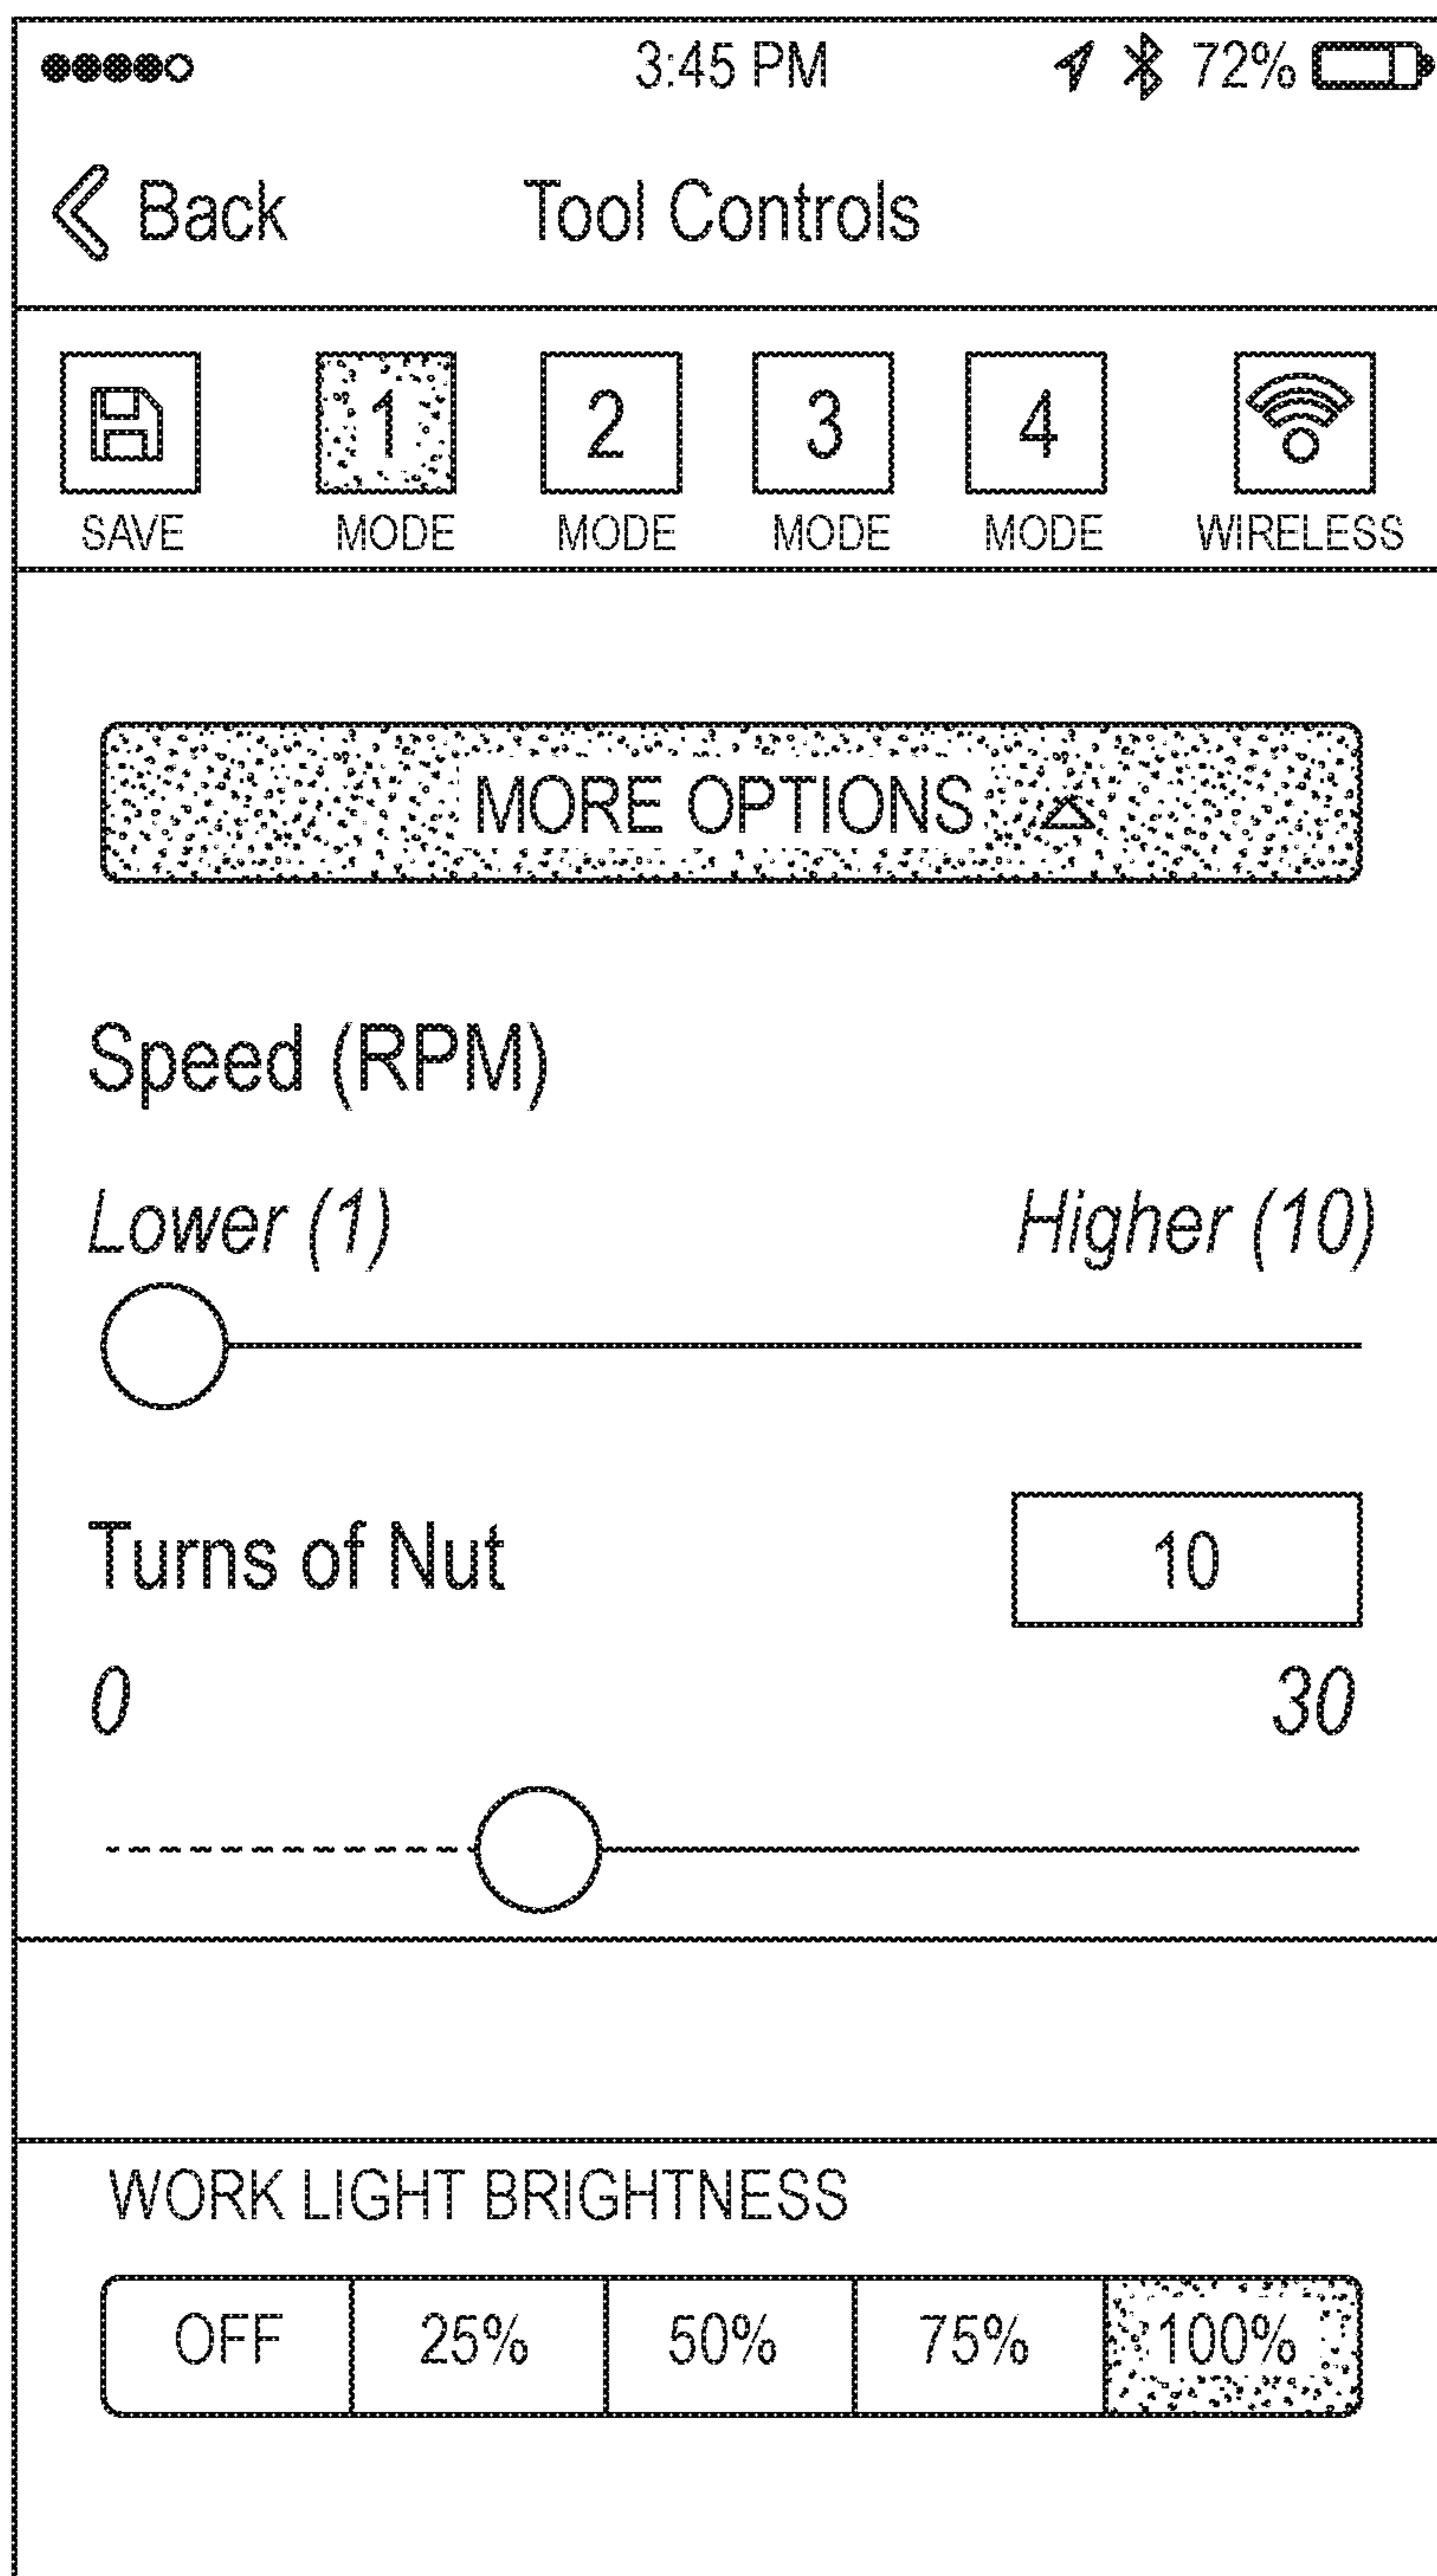 3:45 PM 72%
Back Tool Controls
1 2 3 4
SAVE MODE MODE MODE MODE WIRELESS
MORE OPTIONS
Speed (RPM)
Lower (1) Higher (10)
Turns of Nut 10
0 30
WORK LIGHT BRIGHTNESS
OFF 25% 50% 75% 100%